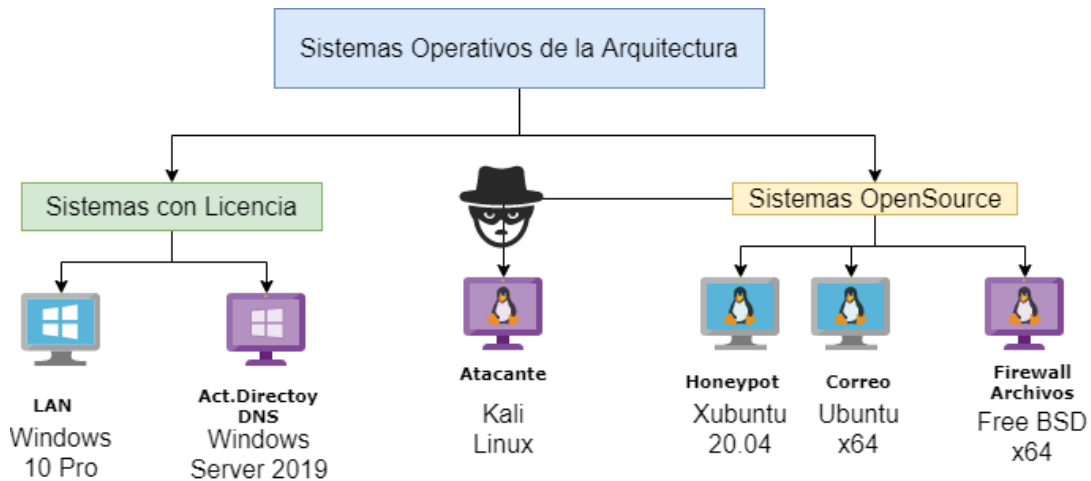 Sistemas Operativos de la Arquitectura
Sistemas con Licencia
Sistemas OpenSource
LAN
Windows
10 Pro
Act.Directoy
DNS
Windows
Server 2019
Atacante
Kali
Linux
Honeypot
Xubuntu
20.04
Correo
Ubuntu
x64
Firewall
Archivos
Free BSD
x64